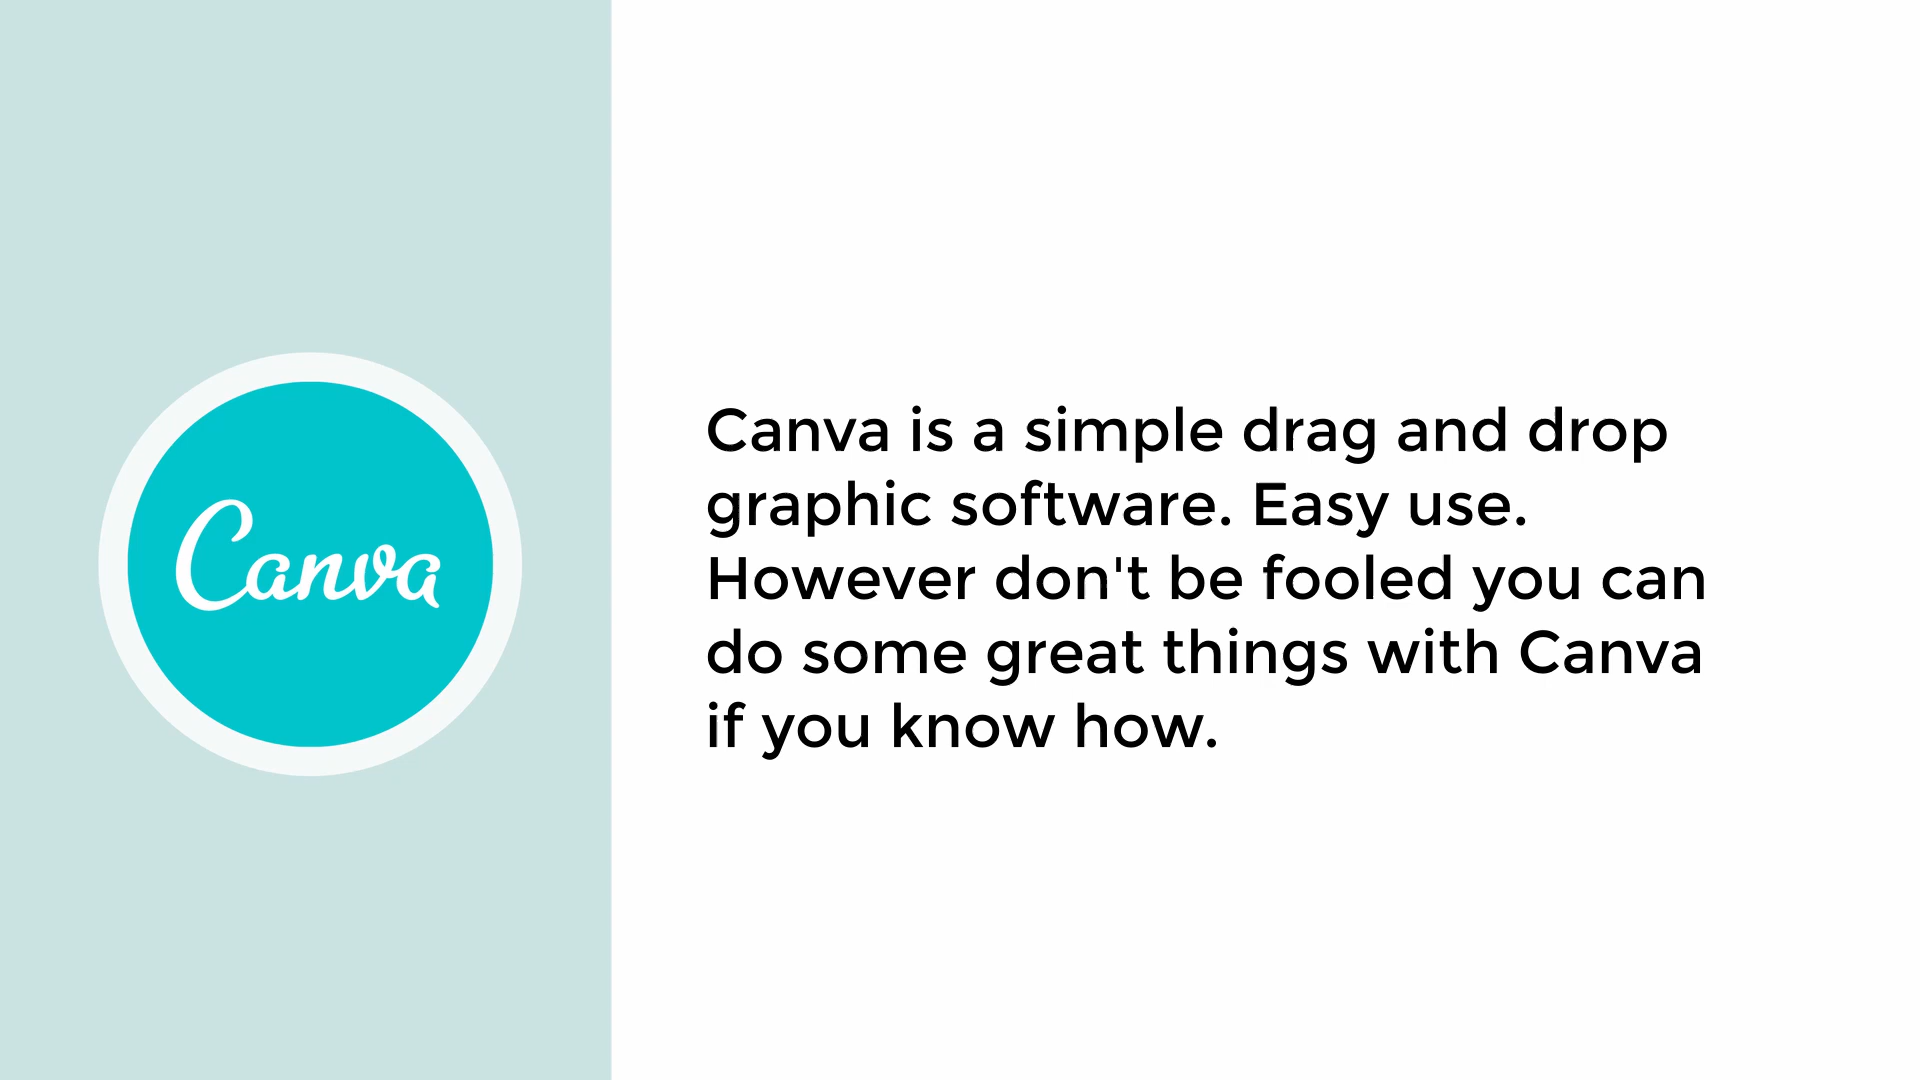 Canva
Canva is a simple drag and drop
graphic software. Easy use.
However don't be fooled you can
do some great things with Canva
if you know how.